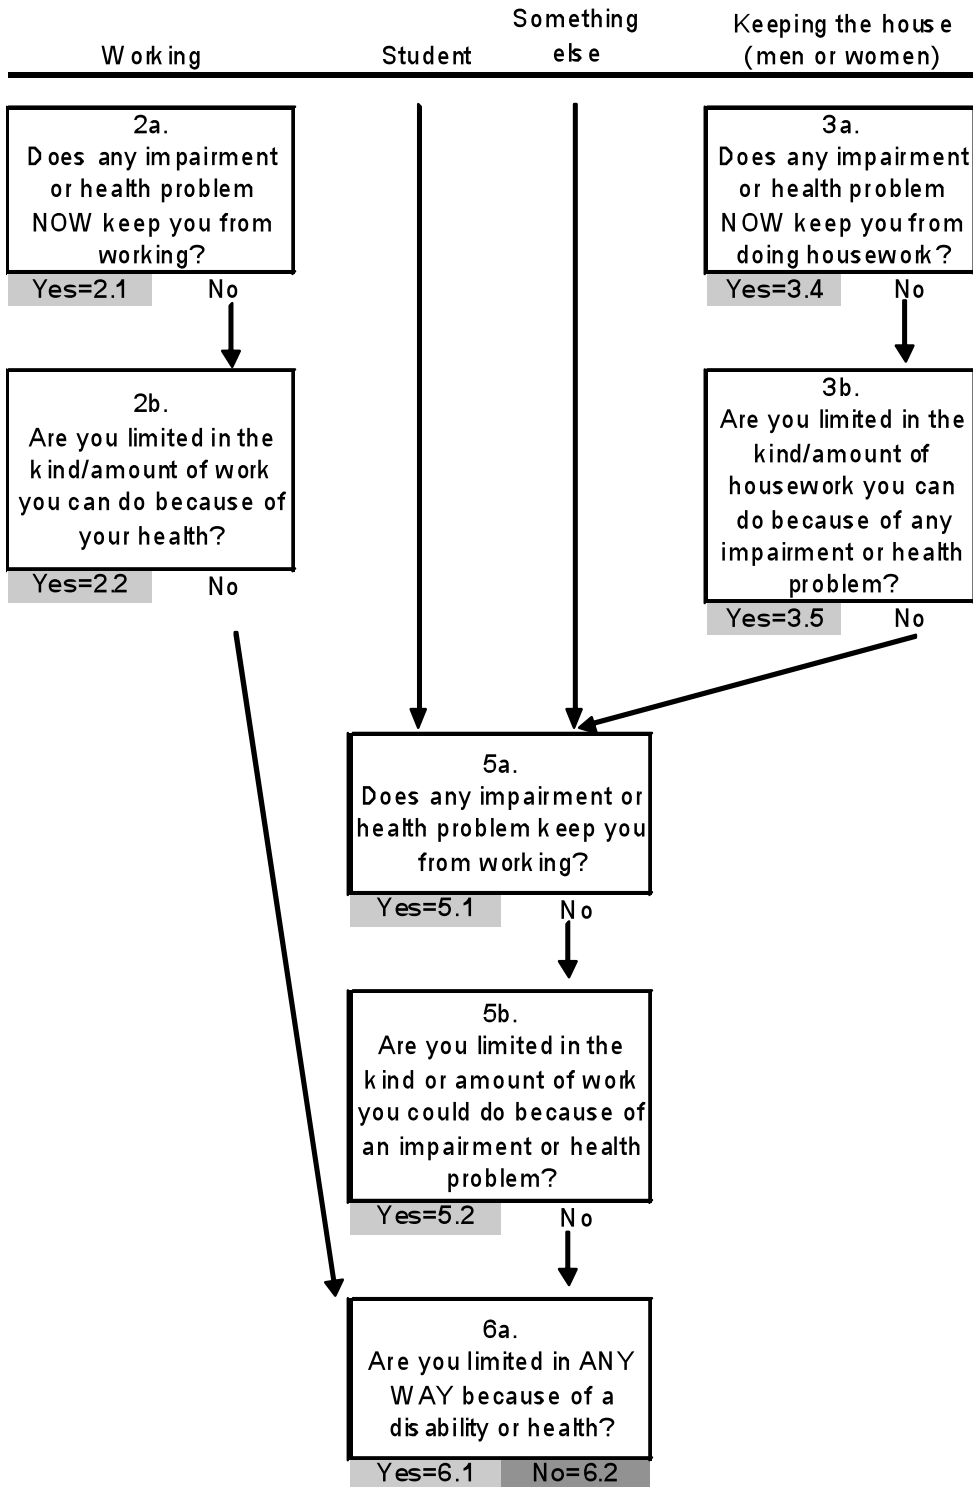 Working
Student
Something
else
Keeping the house
(men or women)
2a.
Does any impairment
or health problem
NOW keep you from
working?
Yes=2.1 No
3a.
Does any impairment
or health problem
NOW keep you from
doing housework?
Yes=3.4 No
2b.
Are you limited in the
kind/amount of work
you can do because of
your health?
Yes=2.2 No
3b.
Are you limited in the
kind/amount of
housework you can
do because of any
impairment or health
problem?
Yes=3.5 No
5a.
Does any impairment or
health problem keep you
from working?
Yes=5.1 No
5b.
Are you limited in the
kind or amount of work
you could do because of
an impairment or health
problem?
Yes=5.2 No
6a.
Are you limited in ANY
WAY because of a
disability or health?
Yes=6.1 No=6.2